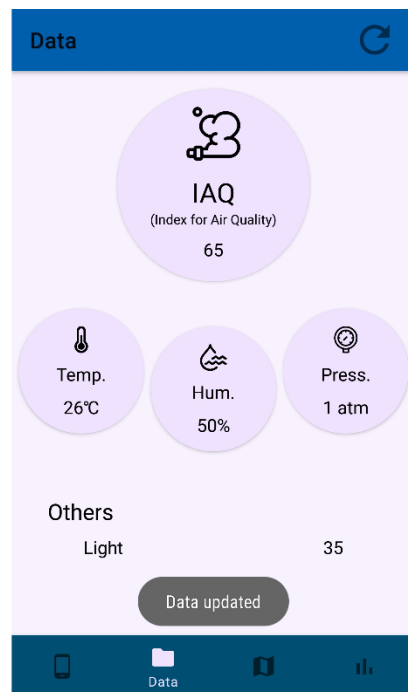 Data
IAQ
(Index for Air Quality)
65
Temp.
26℃
Hum.
50%
Press.
1 atm
Others
Light 35
Data updated
Data